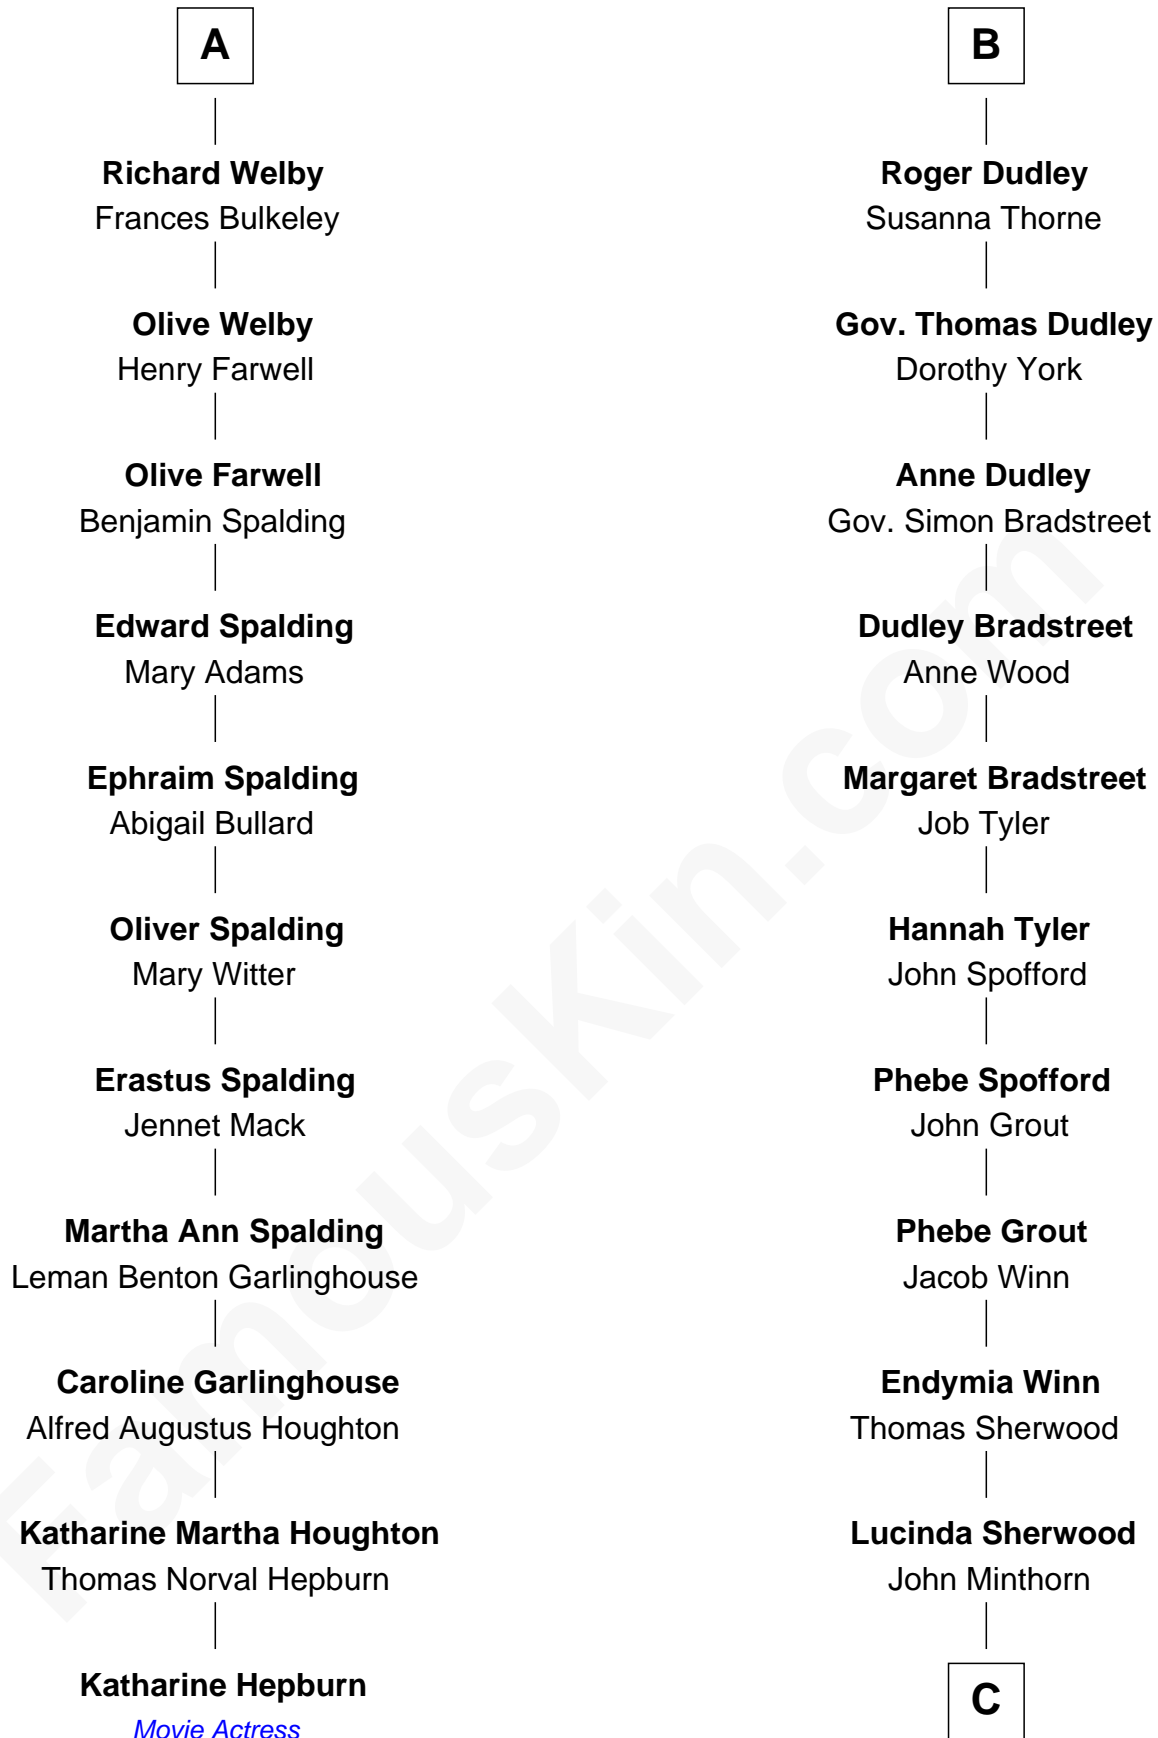 A
Richard Welby
Frances Bulkeley
Olive Welby
Henry Farwell
Olive Farwell
Benjamin Spalding
Edward Spalding
Mary Adams
Ephraim Spalding
Abigail Bullard
Oliver Spalding
Mary Witter
Erastus Spalding
Jennet Mack
Martha Ann Spalding
Leman Benton Garlinghouse
Caroline Garlinghouse
Alfred Augustus Houghton
Katharine Martha Houghton
Thomas Norval Hepburn
Katharine Hepburn
Movie Actress
B
Roger Dudley
Susanna Thorne
Gov. Thomas Dudley
Dorothy York
Anne Dudley
Gov. Simon Bradstreet
Dudley Bradstreet
Anne Wood
Margaret Bradstreet
Job Tyler
Hannah Tyler
John Spofford
Phebe Spofford
John Grout
Phebe Grout
Jacob Winn
Endymia Winn
Thomas Sherwood
Lucinda Sherwood
John Minthorn
C
FamousKin.com